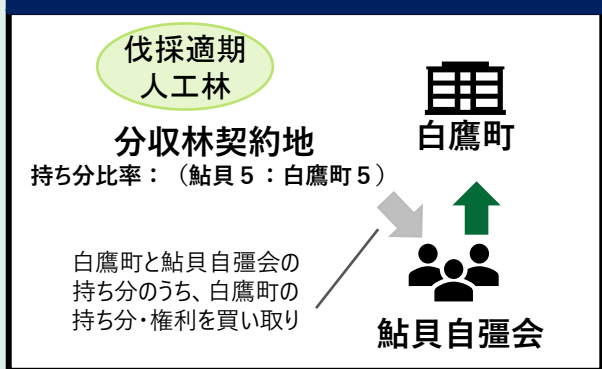 伐採適期
人工林
分収林契約地
持ち分比率：（鮎貝５：白鷹町５）
白鷹町
白鷹町と鮎貝自彊会の
持ち分のうち、白鷹町の
持ち分・権利を買い取り
鮎貝自彊会